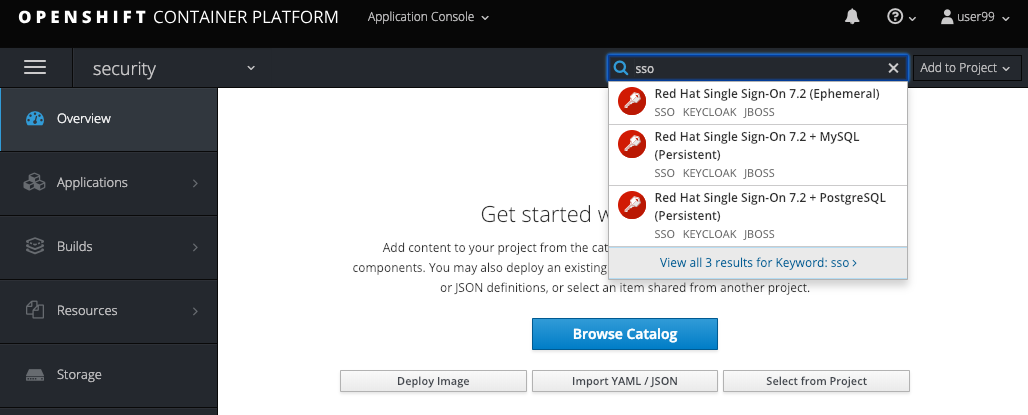 OPENSHIFT CONTAINER PLATFORM
Application Console
user99
security
sso
Add to Project
Overview
Applications
Builds
Resources
Storage
Red Hat Single Sign-On 7.2 (Ephemeral)
SSO KEYCLOAK JBOSS
Red Hat Single Sign-On 7.2 + MySQL
(Persistent)
SSO KEYCLOAK JBOSS
Red Hat Single Sign-On 7.2 + PostgreSQL
(Persistent)
SSO KEYCLOAK JBOSS
View all 3 results for Keyword: sso
Get started
Add content to your project from the
components. You may also deploy an existing
or JSON definitions, or select an item shared from another project.
Browse Catalog
Deploy Image
Import YAML / JSON
Select from Project